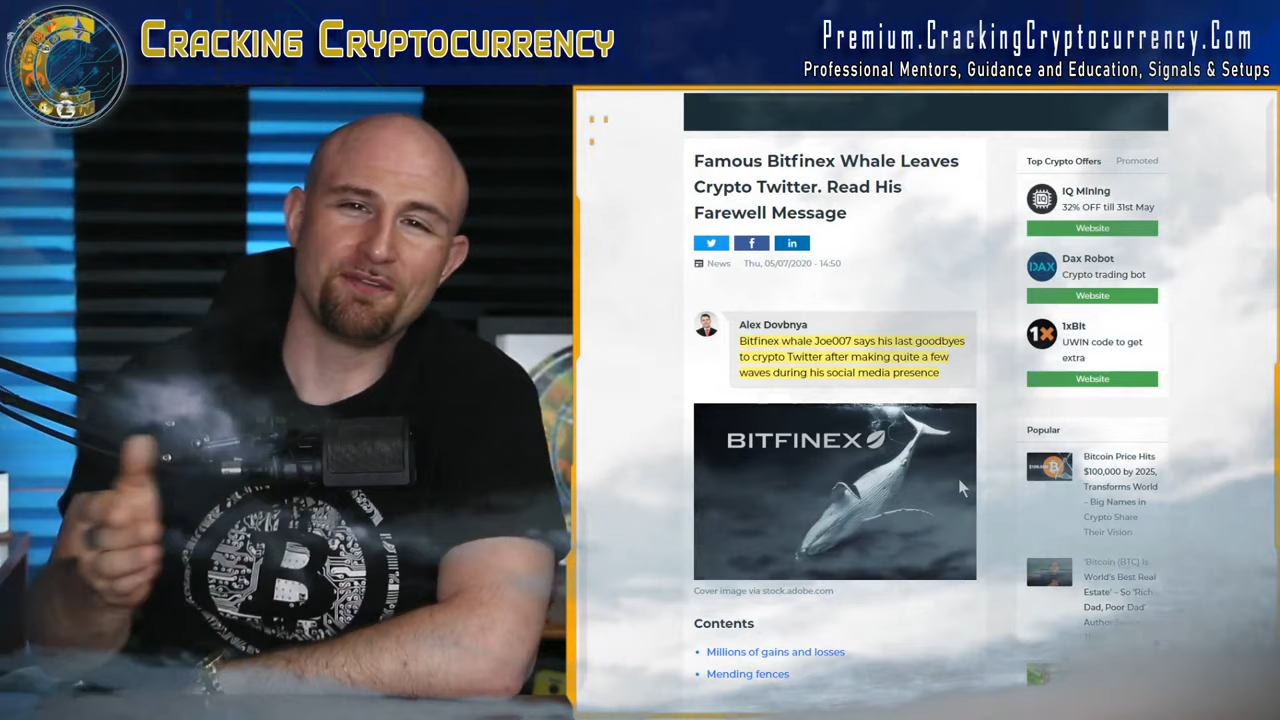 CRACKING CRYPTOCURRENCY
Premium.CrackingCryptocurrency.Com
Professional Mentors, Guidance and Education, Signals & Setups
Famous Bitfinex Whale Leaves
Crypto Twitter. Read His
Farewell Message
News Thu, 05/07/2020 - 14:50
Alex Dovbnya
Bitfinex whale Joe007 says his last goodbyes
to crypto Twitter after making quite a few
waves during his social media presence
BITFINEX
Cover image via stock.adobe.com
Contents
Millions of gains and losses
Mending fences
Top Crypto Offers Promoted
IQ Mining
32% OFF till 31st May
Website
DAX
Dax Robot
Crypto trading bot
Website
1X
1xBit
UWIN code to get
extra
Website
Popular
Bitcoin Price Hits
$100,000 by 2025,
Transforms World
– Big Names in
Crypto Share
Their Vision
'Bitcoin (BTC) Is
World's Best Real
Estate' – So 'Rich
Dad, Poor Dad'
Author